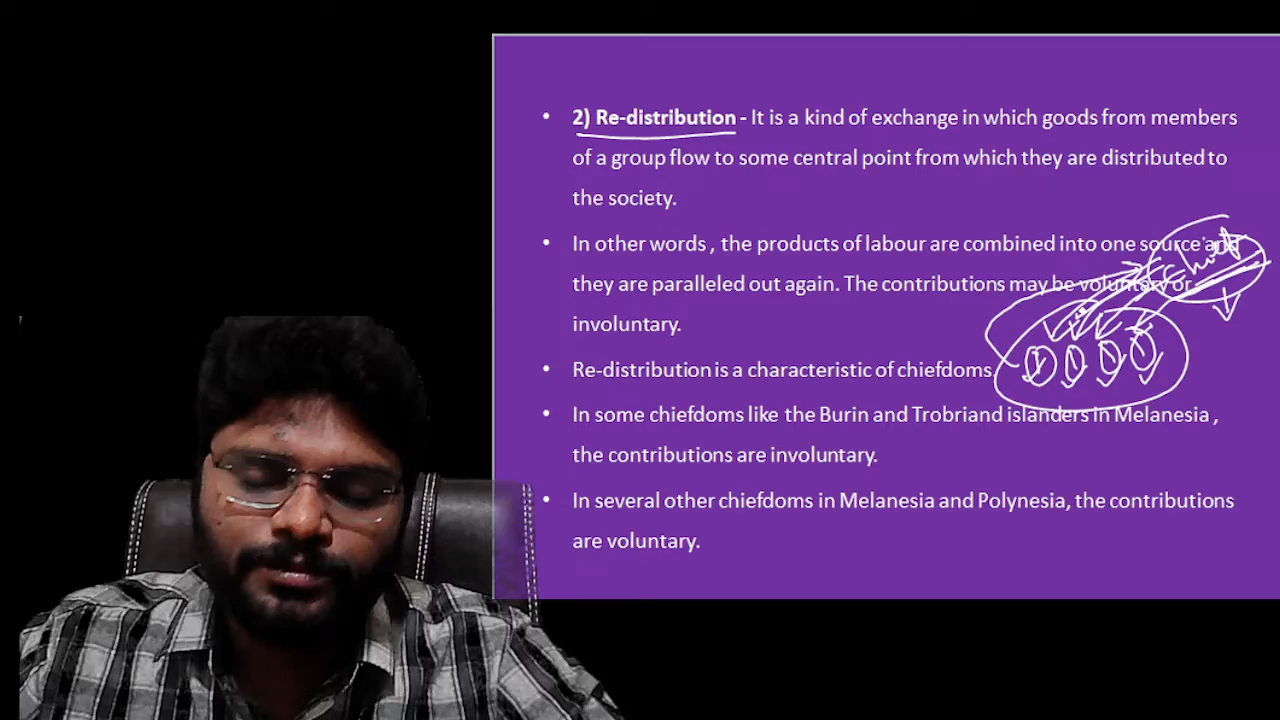 • 2) Re-distribution - It is a kind of exchange in which goods from members
of a group flow to some central point from which they are distributed to
the society.
• In other words , the products of labour are combined into one source and
they are paralleled out again. The contributions may be voluntary or
involuntary.
• Re-distribution is a characteristic of chiefdoms.
• In some chiefdoms like the Burin and Trobriand islanders in Melanesia ,
the contributions are involuntary.
• In several other chiefdoms in Melanesia and Polynesia, the contributions
are voluntary.
chief